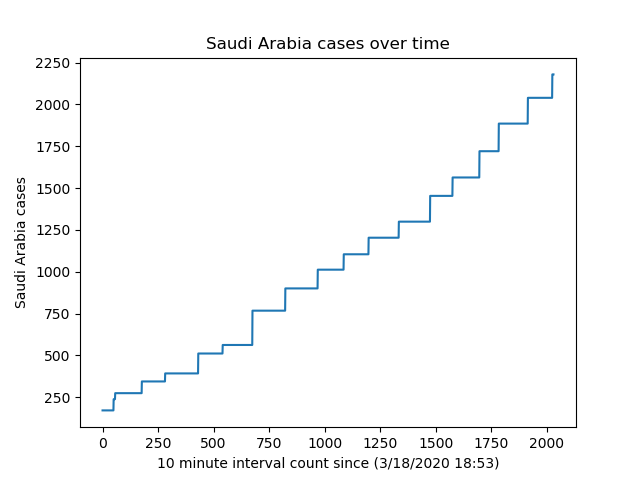 Saudi Arabia cases over time
Saudi Arabia cases
2250
2000
1750
1500
1250
1000
750
500
250
0 250 500 750 1000 1250 1500 1750 2000
10 minute interval count since (3/18/2020 18:53)